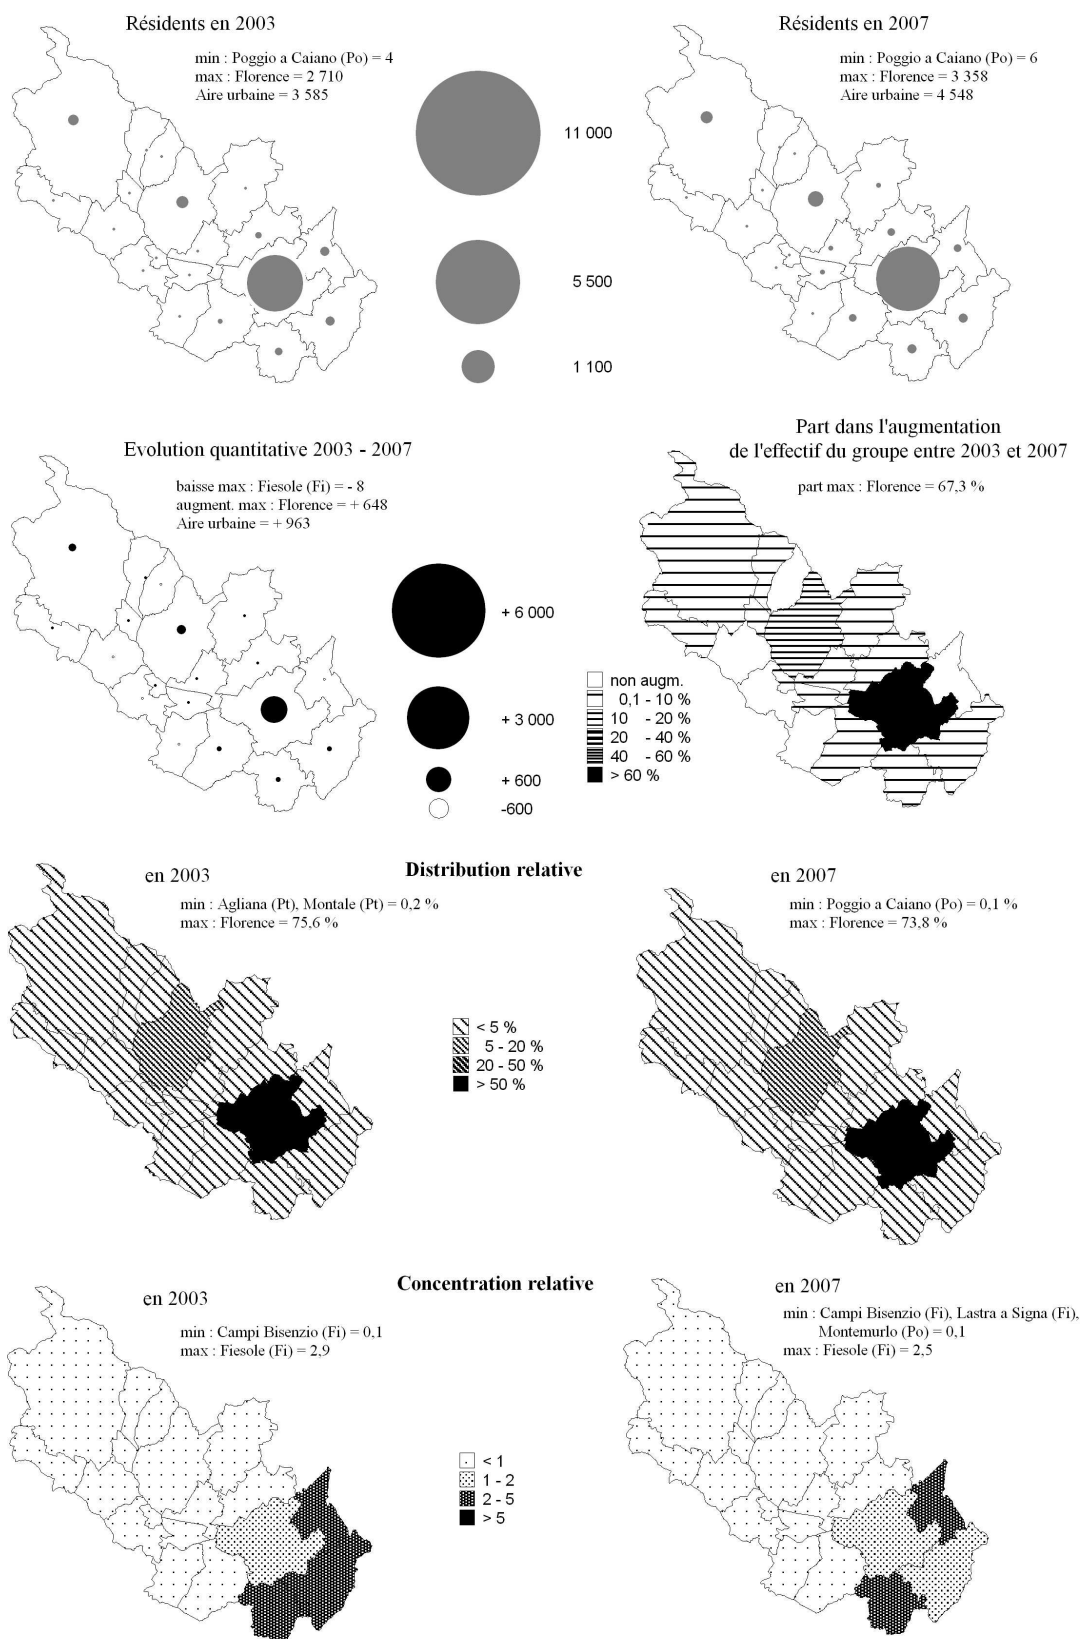 Résidents en 2003
min : Poggio a Caiano (Po) = 4
max : Florence = 2 710
Aire urbaine = 3 585
Résidents en 2007
min : Poggio a Caiano (Po) = 6
max : Florence = 3 358
Aire urbaine = 4 548
11 000
5 500
1 100
Evolution quantitative 2003 - 2007
baisse max : Fiesole (Fi) = - 8
augment. max : Florence = + 648
Aire urbaine = + 963
+ 6 000
+ 3 000
+ 600
-600
Part dans l'augmentation
de l'effectif du groupe entre 2003 et 2007
part max : Florence = 67,3 %
non augm.
0,1 - 10 %
10 - 20 %
20 - 40 %
40 - 60 %
> 60 %
Distribution relative
en 2003
min : Agliana (Pt), Montale (Pt) = 0,2 %
max : Florence = 75,6 %
en 2007
min : Poggio a Caiano (Po) = 0,1 %
max : Florence = 73,8 %
< 5 %
5 - 20 %
20 - 50 %
> 50 %
Concentration relative
en 2003
min : Campi Bisenzio (Fi) = 0,1
max : Fiesole (Fi) = 2,9
en 2007
min : Campi Bisenzio (Fi), Lastra a Signa (Fi),
Montemurlo (Po) = 0,1
max : Fiesole (Fi) = 2,5
< 1
1 - 2
2 - 5
> 5